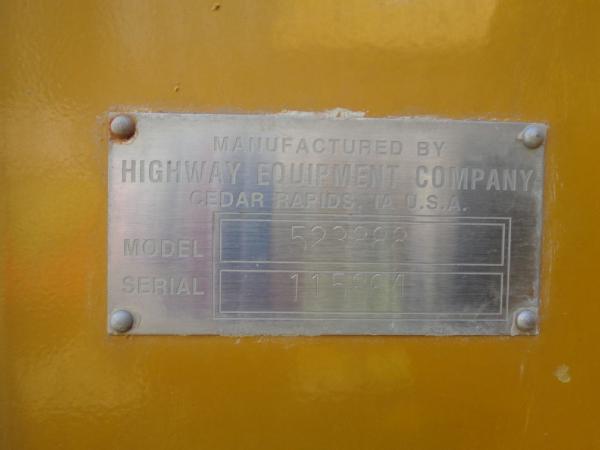 MANUFACTURED BY
HIGHWAY EQUIPMENT COMPANY
CEDAR RAPIDS, IA U.S.A.
MODEL
SERIAL